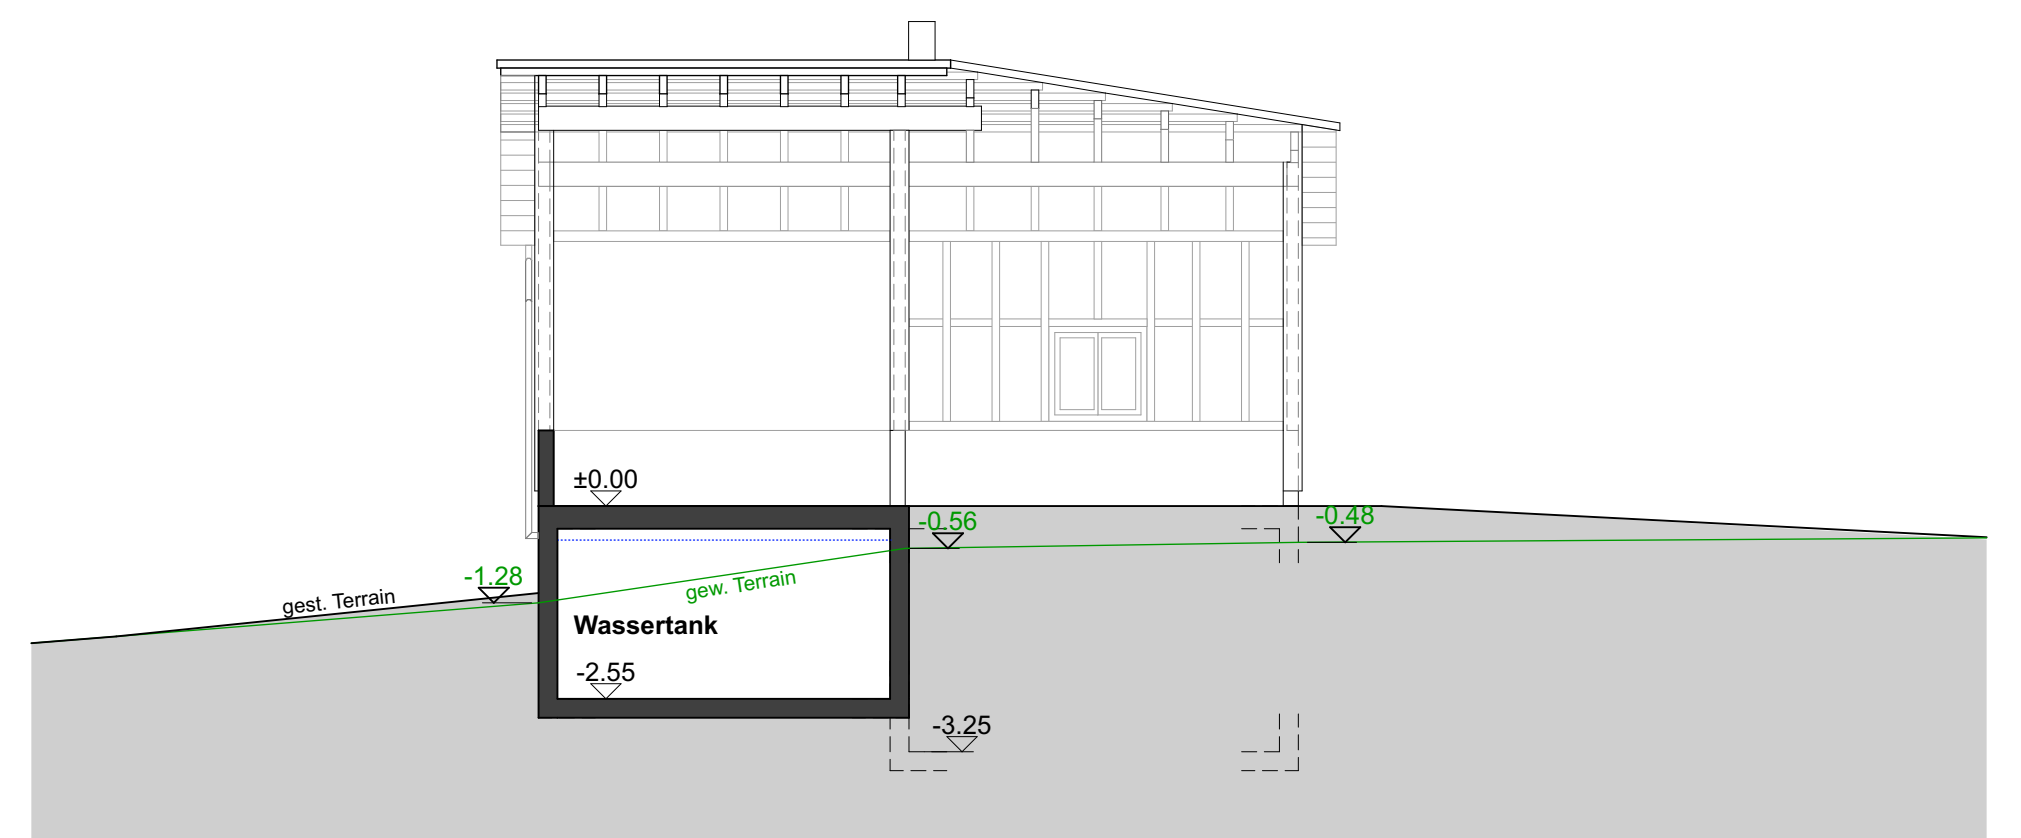 ±0.00
-0.56
-0.48
-1.28
gest. Terrain
gew. Terrain
Wassertank
-2.55
-3.25